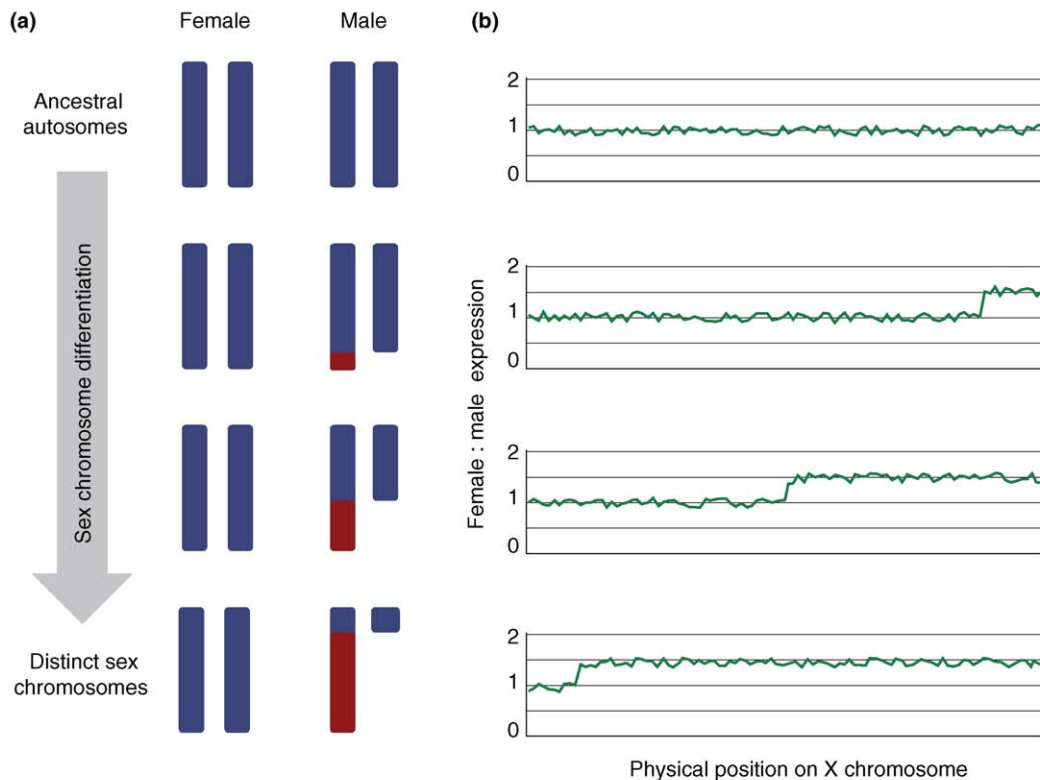 (a)
Female
Male
Ancestral
autosomes
Sex chromosome differentiation
Distinct sex
chromosomes
(b)
2
1
0
2
1
0
2
1
0
2
1
0
Female : male expression
Physical position on X chromosome